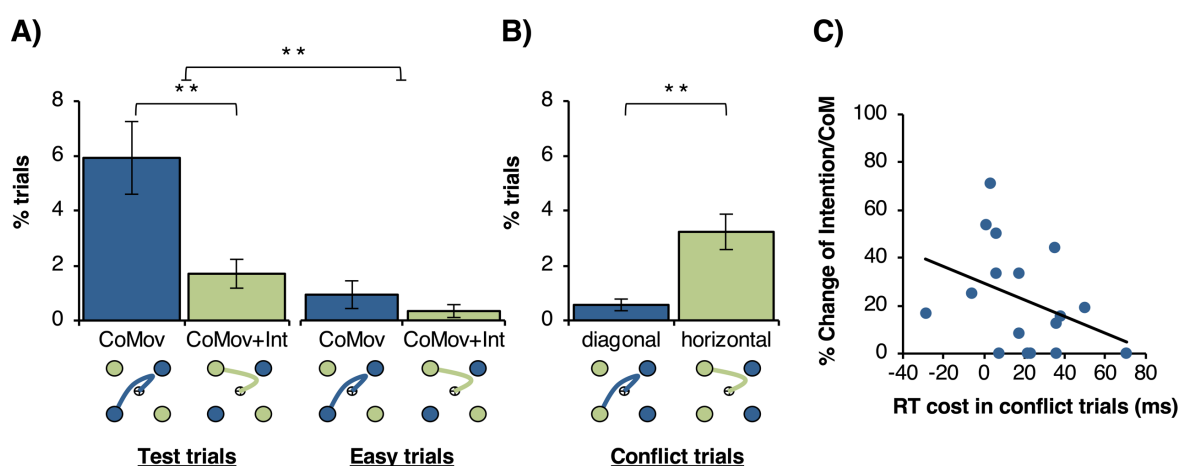 A)
B)
C)
**
**
**
% trials
8
6
4
2
0
CoMov
CoMov+Int
CoMov
CoMov+Int
Test trials
Easy trials
% trials
8
6
4
2
0
diagonal
horizontal
Conflict trials
% Change of Intention/CoM
100
80
60
40
20
0
-40
-20
0
20
40
60
80
RT cost in conflict trials (ms)